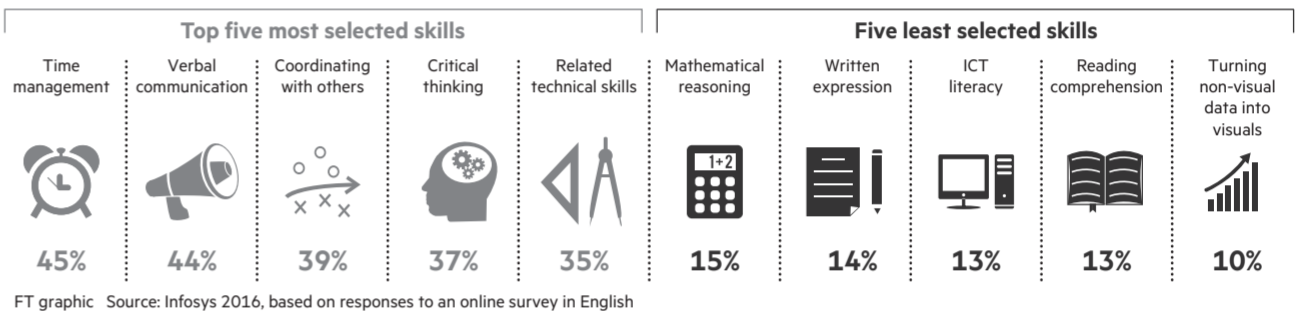 Top five most selected skills
Five least selected skills
Time
management
Verbal
communication
Coordinating
with others
Critical
thinking
Related
technical skills
Mathematical
reasoning
Written
expression
ICT
literacy
Reading
comprehension
Turning
non-visual
data into
visuals
1+2
45%
44%
39%
37%
35%
15%
14%
13%
13%
10%
FT graphic Source: Infosys 2016, based on responses to an online survey in English